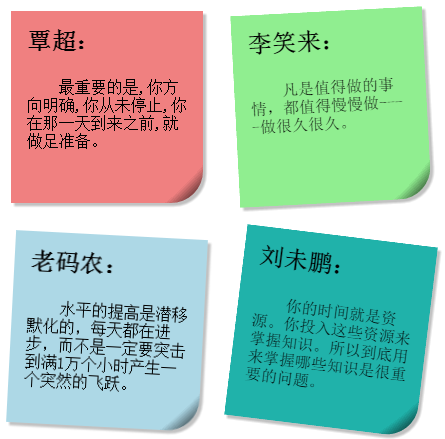 覃超：
最重要的是，你方
向明确，你从未停止，你
在那一天到来之前，就
做足准备。
李笑来：
凡是值得做的事
情，都值得慢慢做---
-做很久很久。
老码农：
水平的提高是潜移
默化的，每天都在进
步，而不是一定要突击
到满1万个小时产生一
个突然的飞跃。
刘未鹏：
你的时间就是资
源。你投入这些资源来
掌握知识。所以到底用
来掌握哪些知识是很重
要的问题。